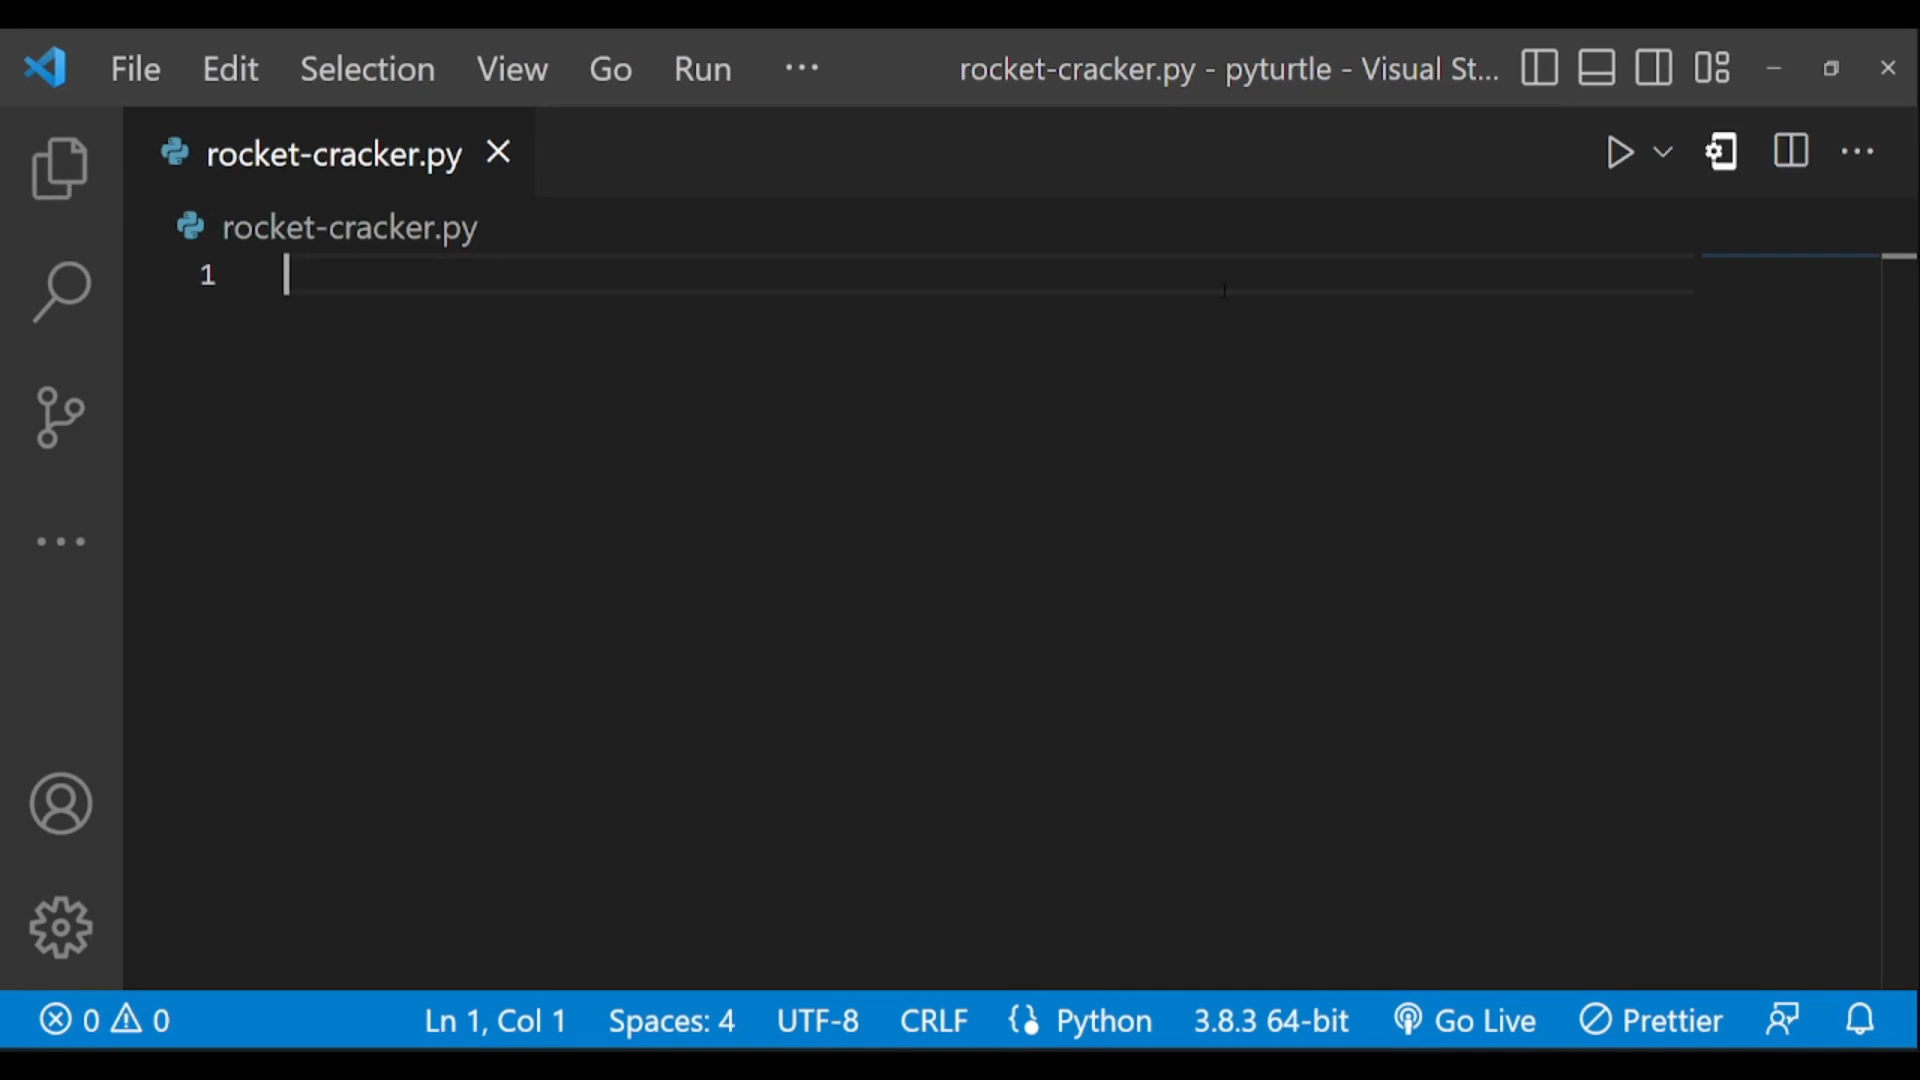 File Edit Selection View Go Run ... rocket-cracker.py - pyturtle - Visual St...
rocket-cracker.py
rocket-cracker.py
1
0 0 Ln 1, Col 1 Spaces: 4 UTF-8 CRLF Python 3.8.3 64-bit Go Live Prettier